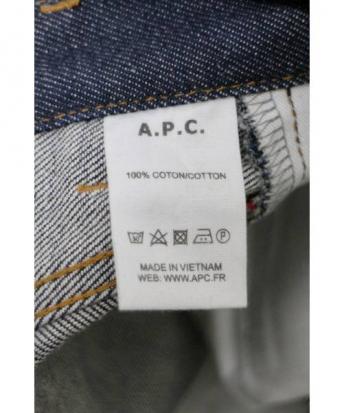 A.P.C.
100% COTON/COTTON
P
MADE IN VIETNAM
WEB: WWW.APC.FR